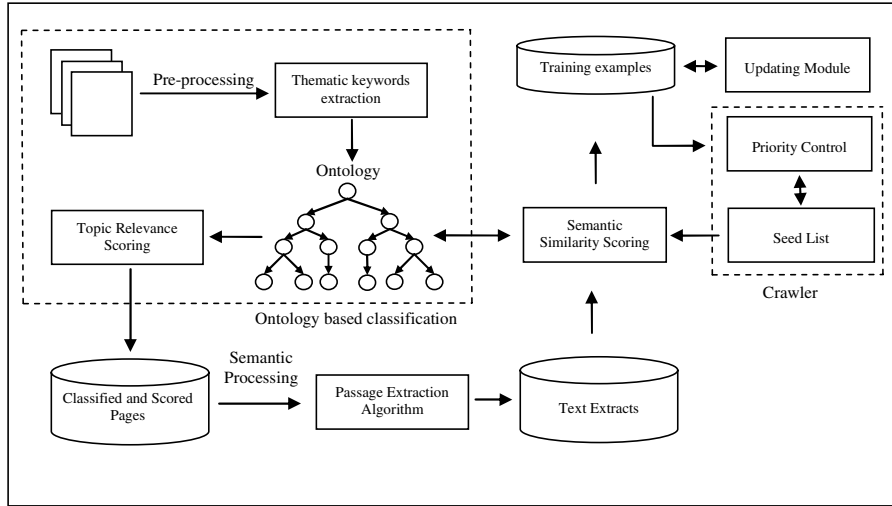 Pre-processing
Thematic keywords
extraction
Training examples
Updating Module
Priority Control
Ontology
Topic Relevance
Scoring
Semantic
Similarity Scoring
Seed List
Crawler
Ontology based classification
Semantic
Processing
Classified and Scored
Pages
Passage Extraction
Algorithm
Text Extracts